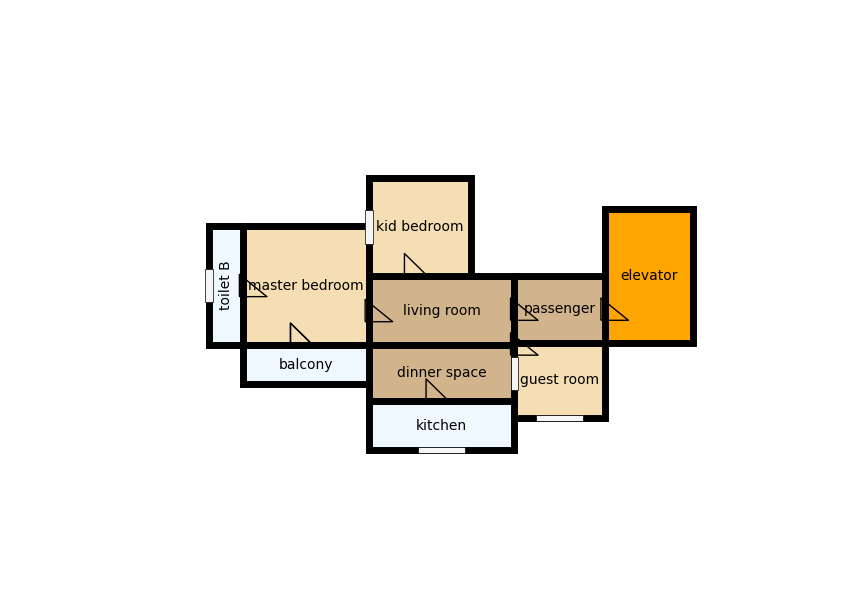 kid bedroom
elevator
toilet B
master bedroom
living room
passenger
balcony
dinner space
guest room
kitchen